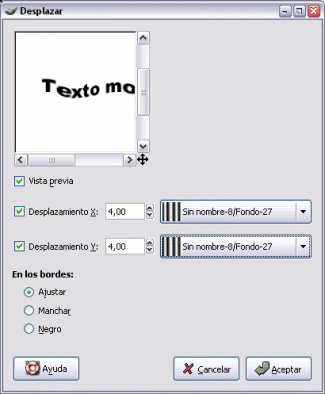 Desplazar
Texto mo
Vista previa
Desplazamiento X: 4,00 Sin nombre-8/Fondo-27
Desplazamiento Y: 4,00 Sin nombre-8/Fondo-27
En los bordes:
Ajustar
Manchar
Negro
Ayuda Cancelar Aceptar